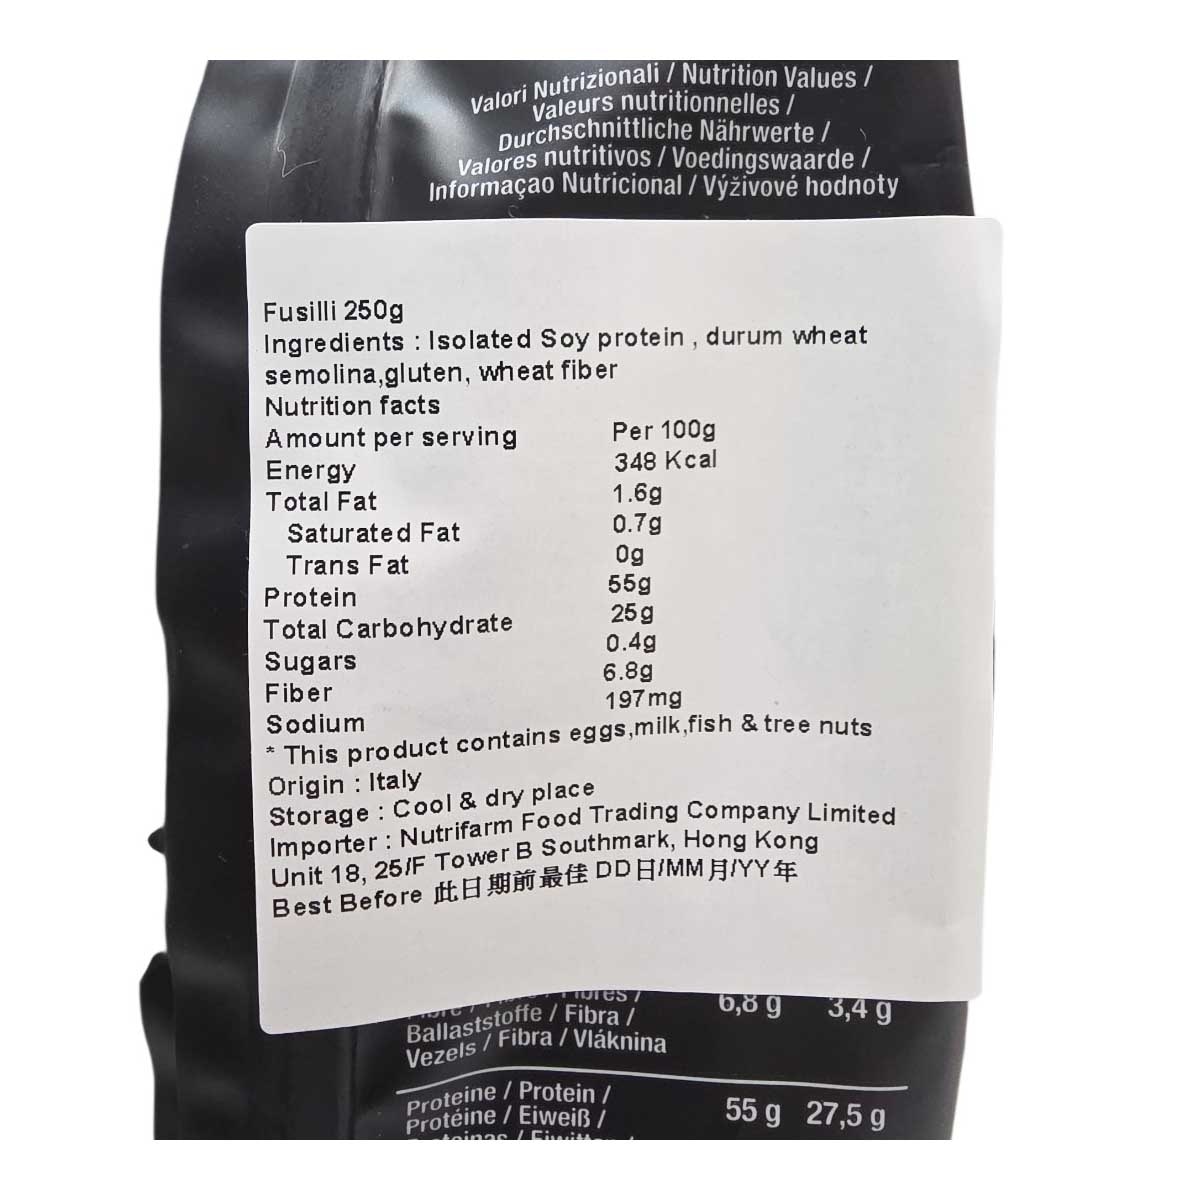 Valori Nutrizionali / Nutrition Values /
Valeurs nutritionnelles /
Durchschnittliche Nährwerte /
Valores nutritivos / Voedingswaarde /
Informaçao Nutricional / Výživové hodnoty
Fusilli 250g
Ingredients : Isolated Soy protein , durum wheat
semolina,gluten, wheat fiber
Nutrition facts
Amount per serving Per 100g
Energy 348 Kcal
Total Fat 1.6g
Saturated Fat 0.7g
Trans Fat 0g
Protein 55g
Total Carbohydrate 25g
Sugars 0.4g
Fiber 6.8g
Sodium 197mg
* This product contains eggs,milk,fish & tree nuts
Origin : Italy
Storage : Cool & dry place
Importer : Nutrifarm Food Trading Company Limited
Unit 18, 25/F Tower B Southmark, Hong Kong
Best Before 此日期前最佳 DD日/MM月/YY年
6,8 g 3,4 g
Ballaststoffe / Fibra /
Vezels / Fibra / Vláknina
Proteine / Protein /
Protéine / Eiweiß / 55 g 27,5 g